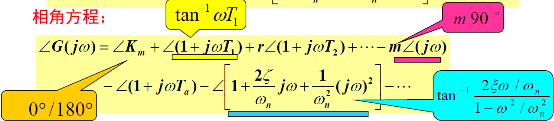 相角方程：
tan⁻¹ ωT₁
m 90 °
∠G(jω) = ∠Kₘ + ∠(1 + jωT₁) + r∠(1 + jωT₂) + ⋯ − m∠(jω)
− ∠(1 + jωTₐ) − ∠[1 + 2ζ/ωₙ jω + 1/ωₙ² (jω)²] − ⋯
0°/180°
tan⁻¹ (2ξω / ωₙ)/(1 − ω² / ωₙ²)